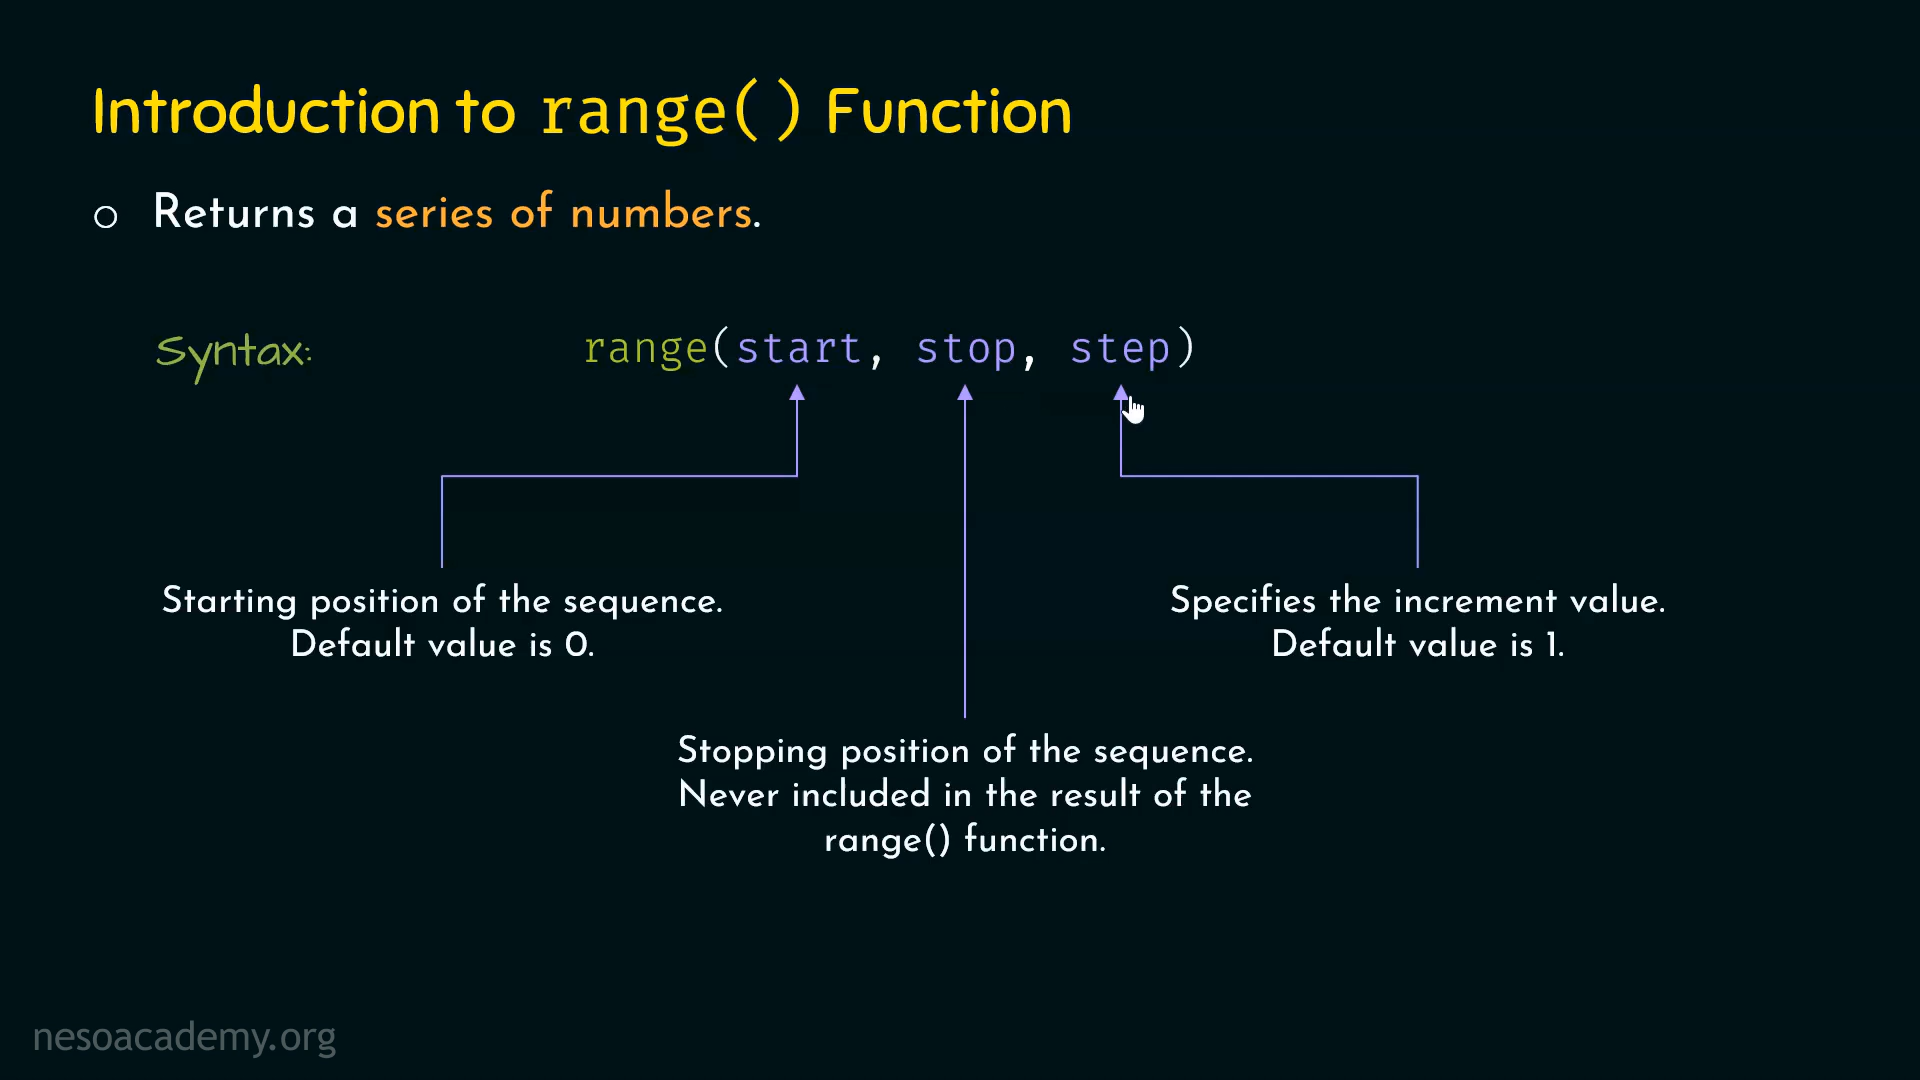 Introduction to range() Function
Returns a series of numbers.
Syntax: range(start, stop, step)
Starting position of the sequence.
Default value is 0.
Specifies the increment value.
Default value is 1.
Stopping position of the sequence.
Never included in the result of the
range() function.
nesoacademy.org